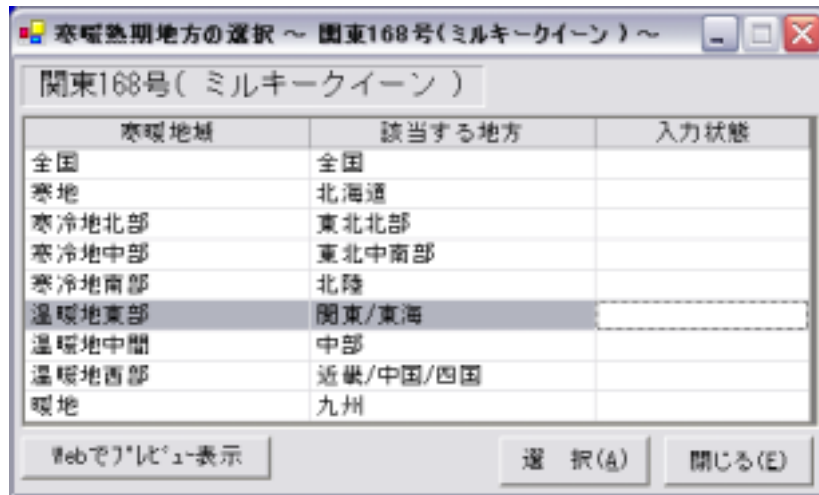 寒暖熟期地方の選択 ～ 関東168号(ミルキークイーン) ～
関東168号( ミルキークイーン )
寒暖地域 該当する地方 入力状態
全国 全国
寒地 北海道
寒冷地北部 東北北部
寒冷地中部 東北中南部
寒冷地南部 北陸
温暖地東部 関東/東海
温暖地中間 中部
温暖地西部 近畿/中国/四国
暖地 九州
Webでプレビュー表示 選 択(A) 閉じる(E)